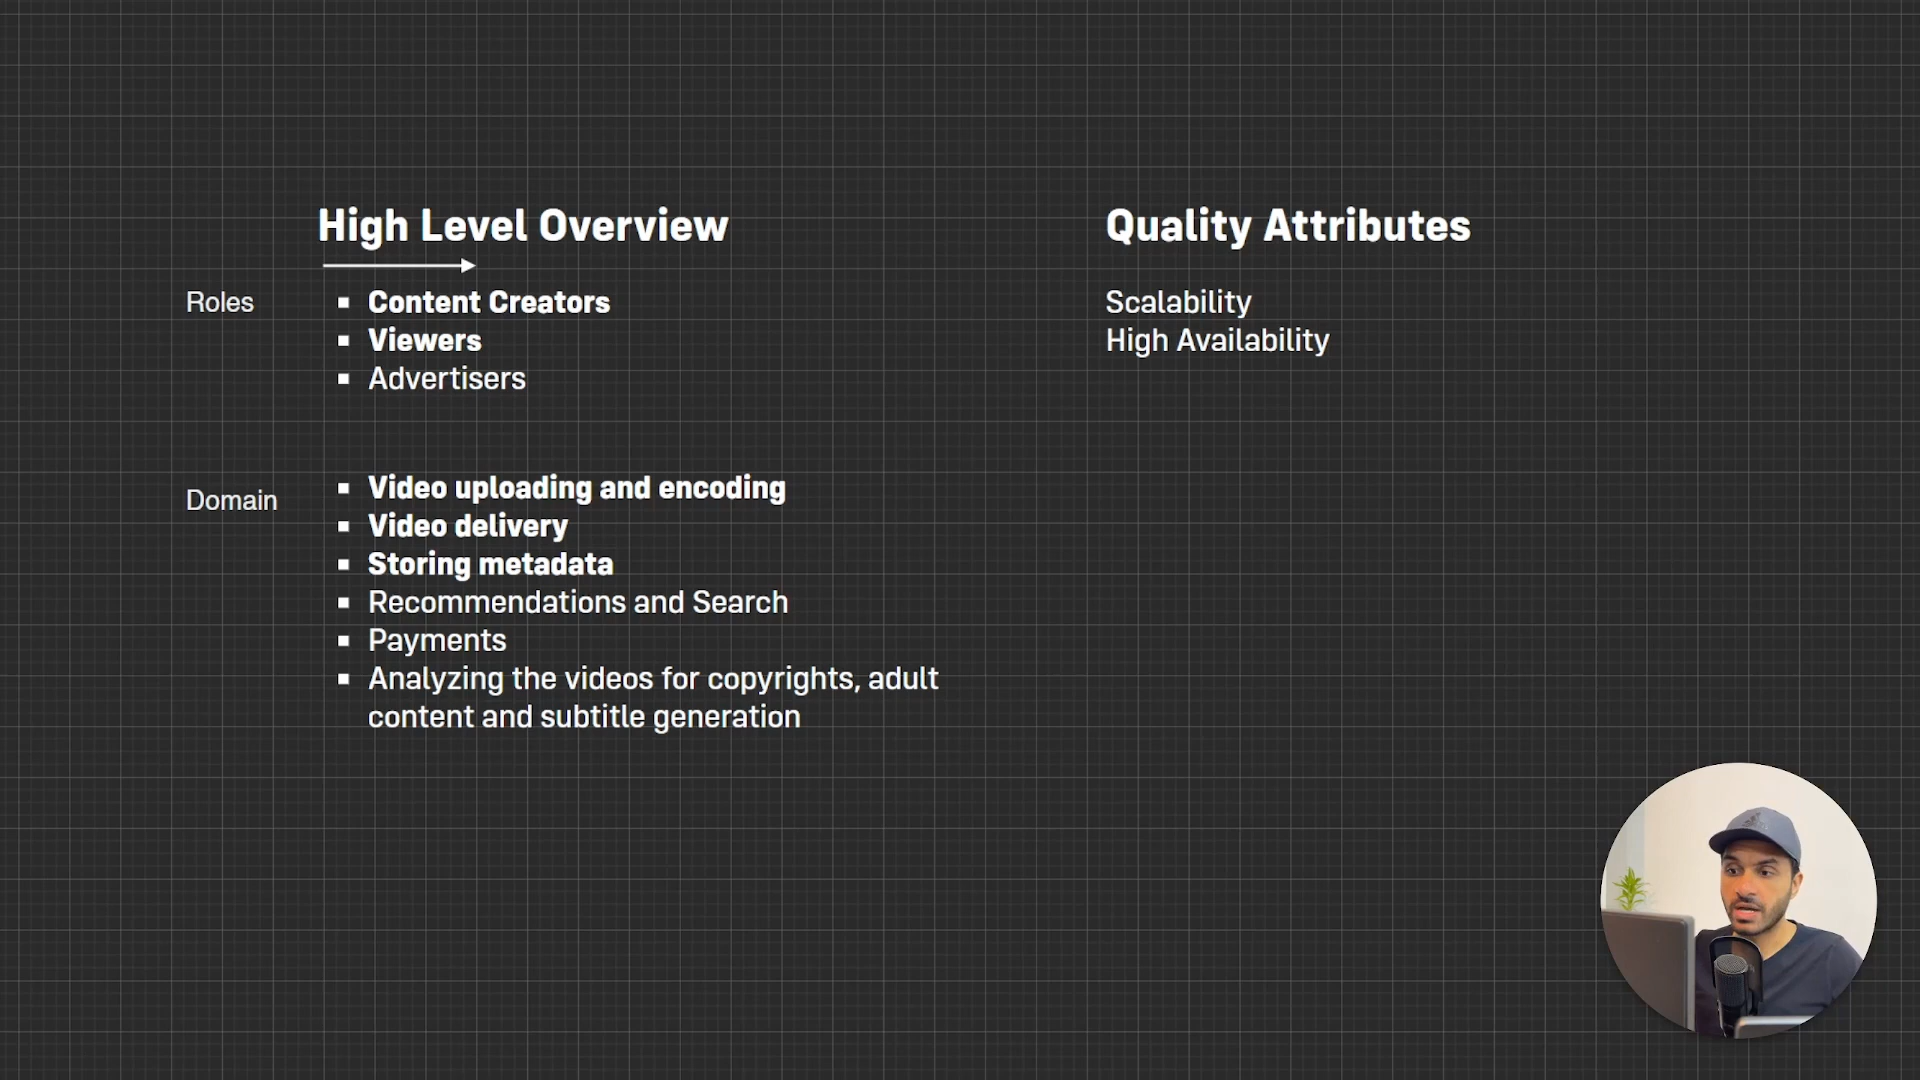 High Level Overview
Roles
Content Creators
Viewers
Advertisers
Domain
Video uploading and encoding
Video delivery
Storing metadata
Recommendations and Search
Payments
Analyzing the videos for copyrights, adult
content and subtitle generation
Quality Attributes
Scalability
High Availability